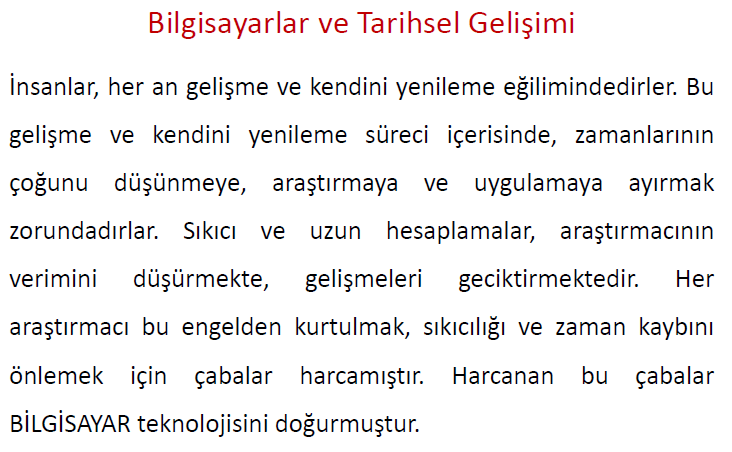 Bilgisayarlar ve Tarihsel Gelişimi
İnsanlar, her an gelişme ve kendini yenileme eğilimindedirler. Bu
gelişme ve kendini yenileme süreci içerisinde, zamanlarının
çoğunu düşünmeye, araştırmaya ve uygulamaya ayırmak
zorundadırlar. Sıkıcı ve uzun hesaplamalar, araştırmacının
verimini düşürmekte, gelişmeleri geciktirmektedir. Her
araştırmacı bu engelden kurtulmak, sıkıcılığı ve zaman kaybını
önlemek için çabalar harcamıştır. Harcanan bu çabalar
BİLGİSAYAR teknolojisini doğurmuştur.